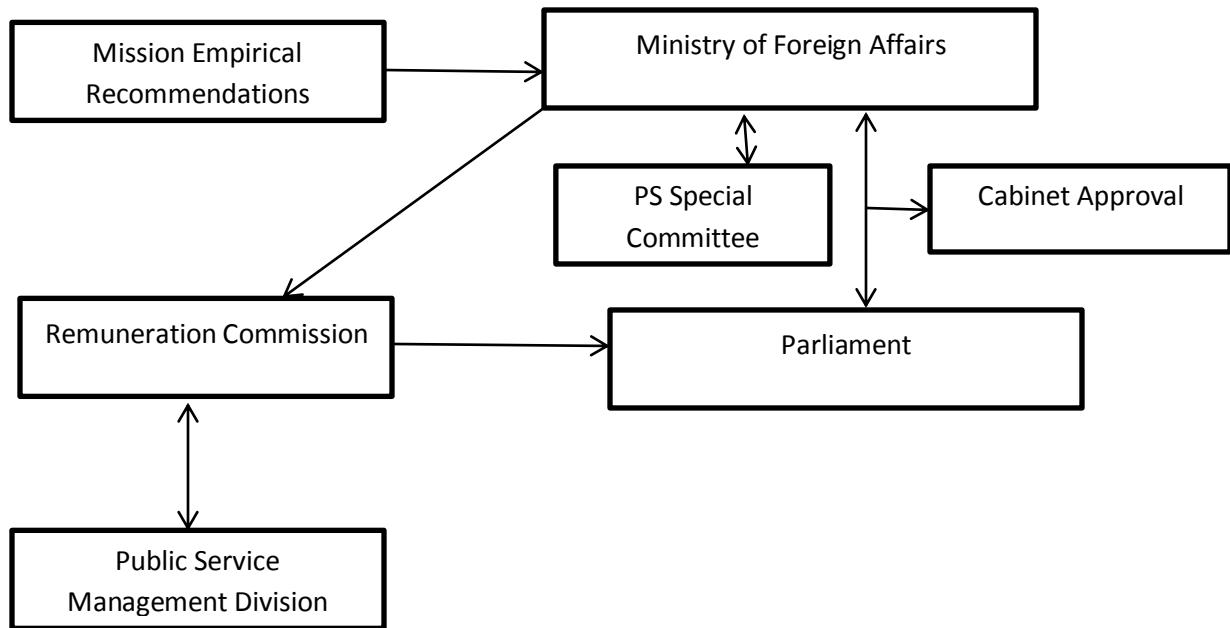 Mission Empirical
Recommendations
Ministry of Foreign Affairs
PS Special
Committee
Cabinet Approval
Remuneration Commission
Parliament
Public Service
Management Division